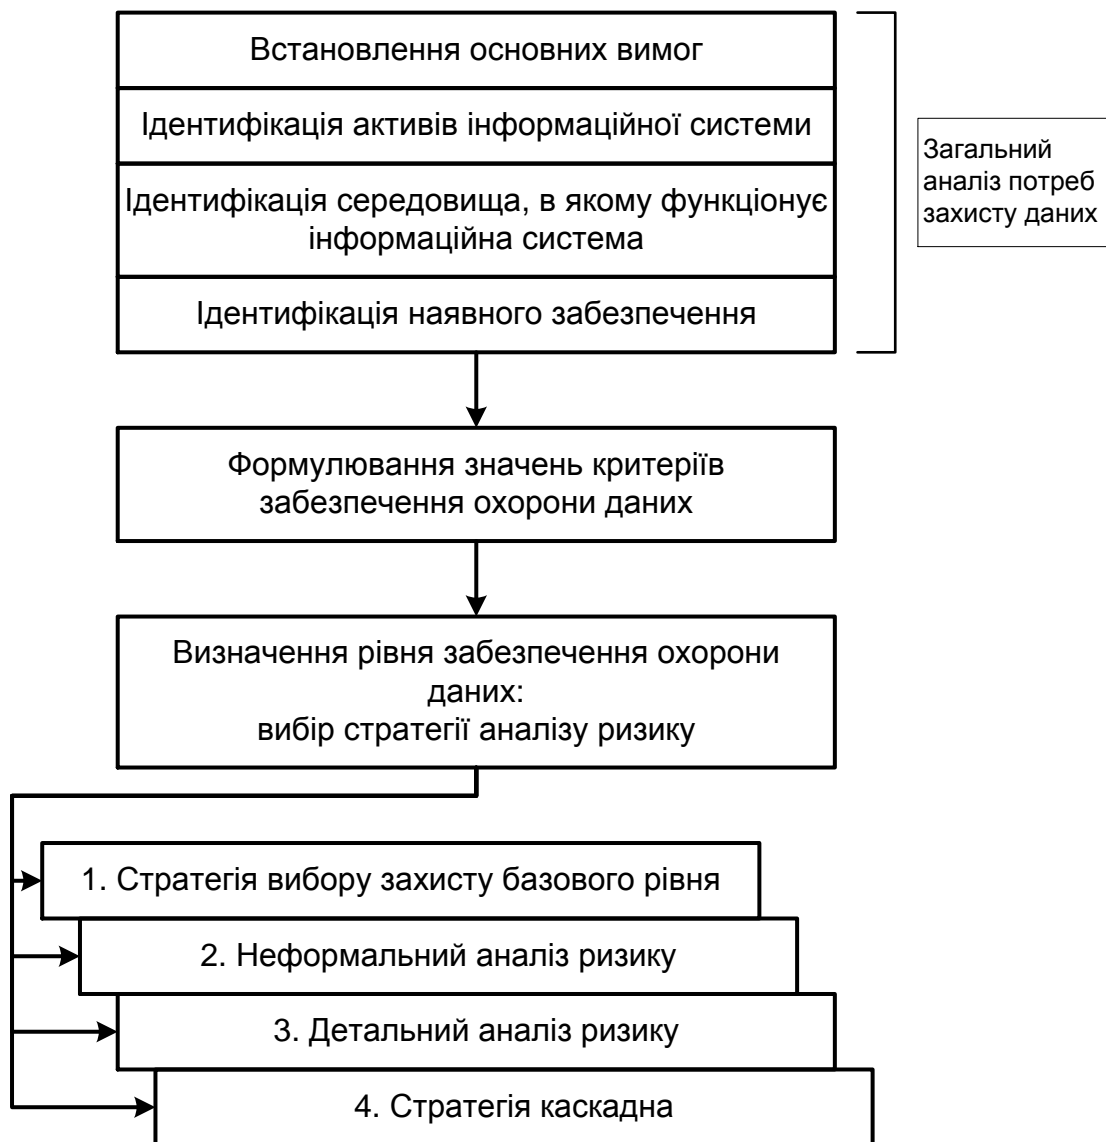 Встановлення основних вимог
Ідентифікація активів інформаційної системи
Ідентифікація середовища, в якому функціонує
інформаційна система
Ідентифікація наявного забезпечення
Загальний
аналіз потреб
захисту даних
Формулювання значень критеріїв
забезпечення охорони даних
Визначення рівня забезпечення охорони
даних:
вибір стратегії аналізу ризику
1. Стратегія вибору захисту базового рівня
2. Неформальний аналіз ризику
3. Детальний аналіз ризику
4. Стратегія каскадна